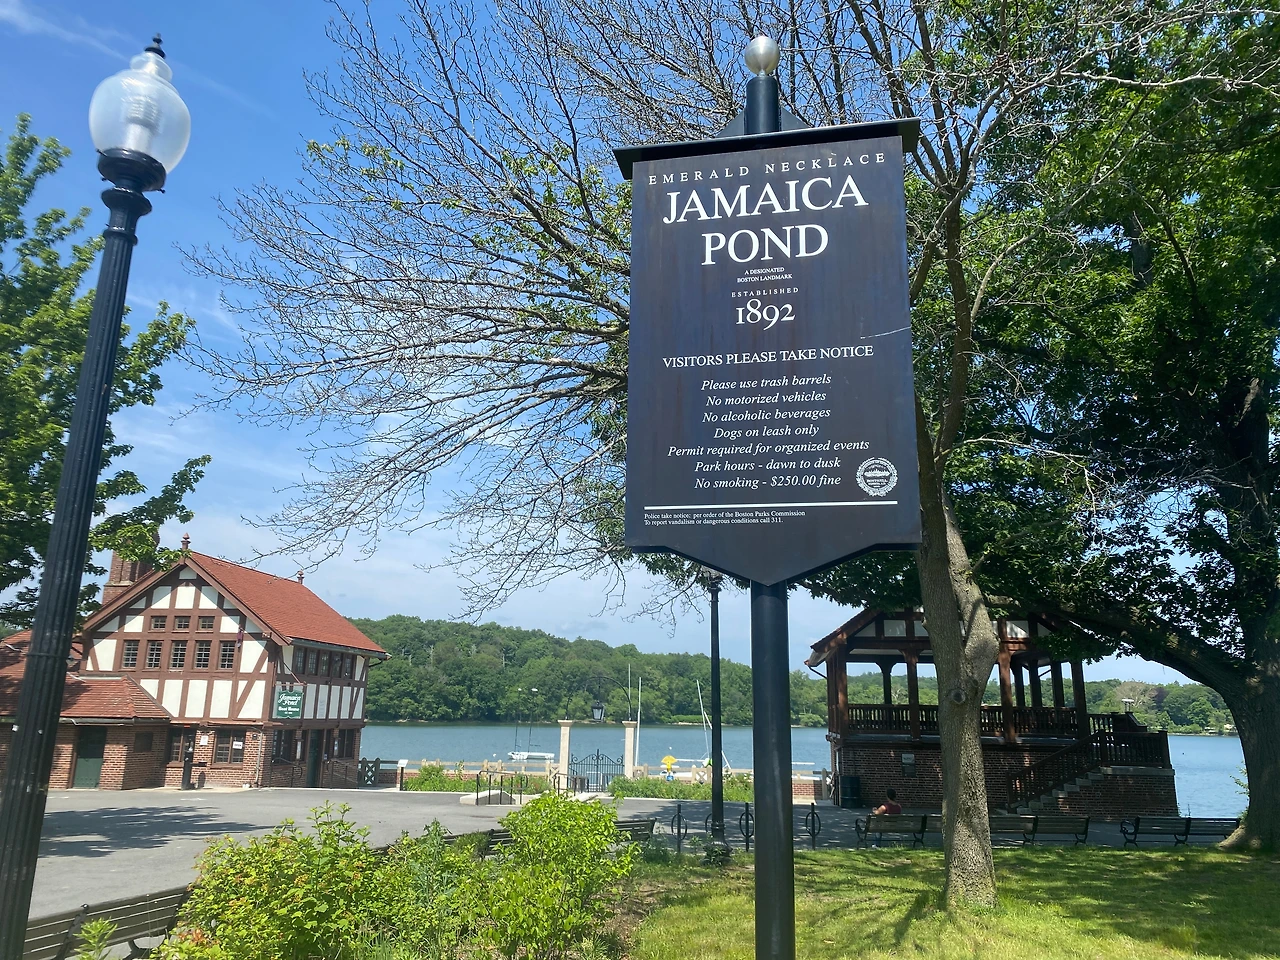 EMERALD NECKLACE
JAMAICA
POND
A DESIGNATED
BOSTON LANDMARK
ESTABLISHED
1892
VISITORS PLEASE TAKE NOTICE
Please use trash barrels
No motorized vehicles
No alcoholic beverages
Dogs on leash only
Permit required for organized events
Park hours - dawn to dusk
No smoking - $250.00 fine
Police take notice: per order of the Boston Parks Commission
To report vandalism or dangerous conditions call 311.
Jamaica
Pond
Boat House